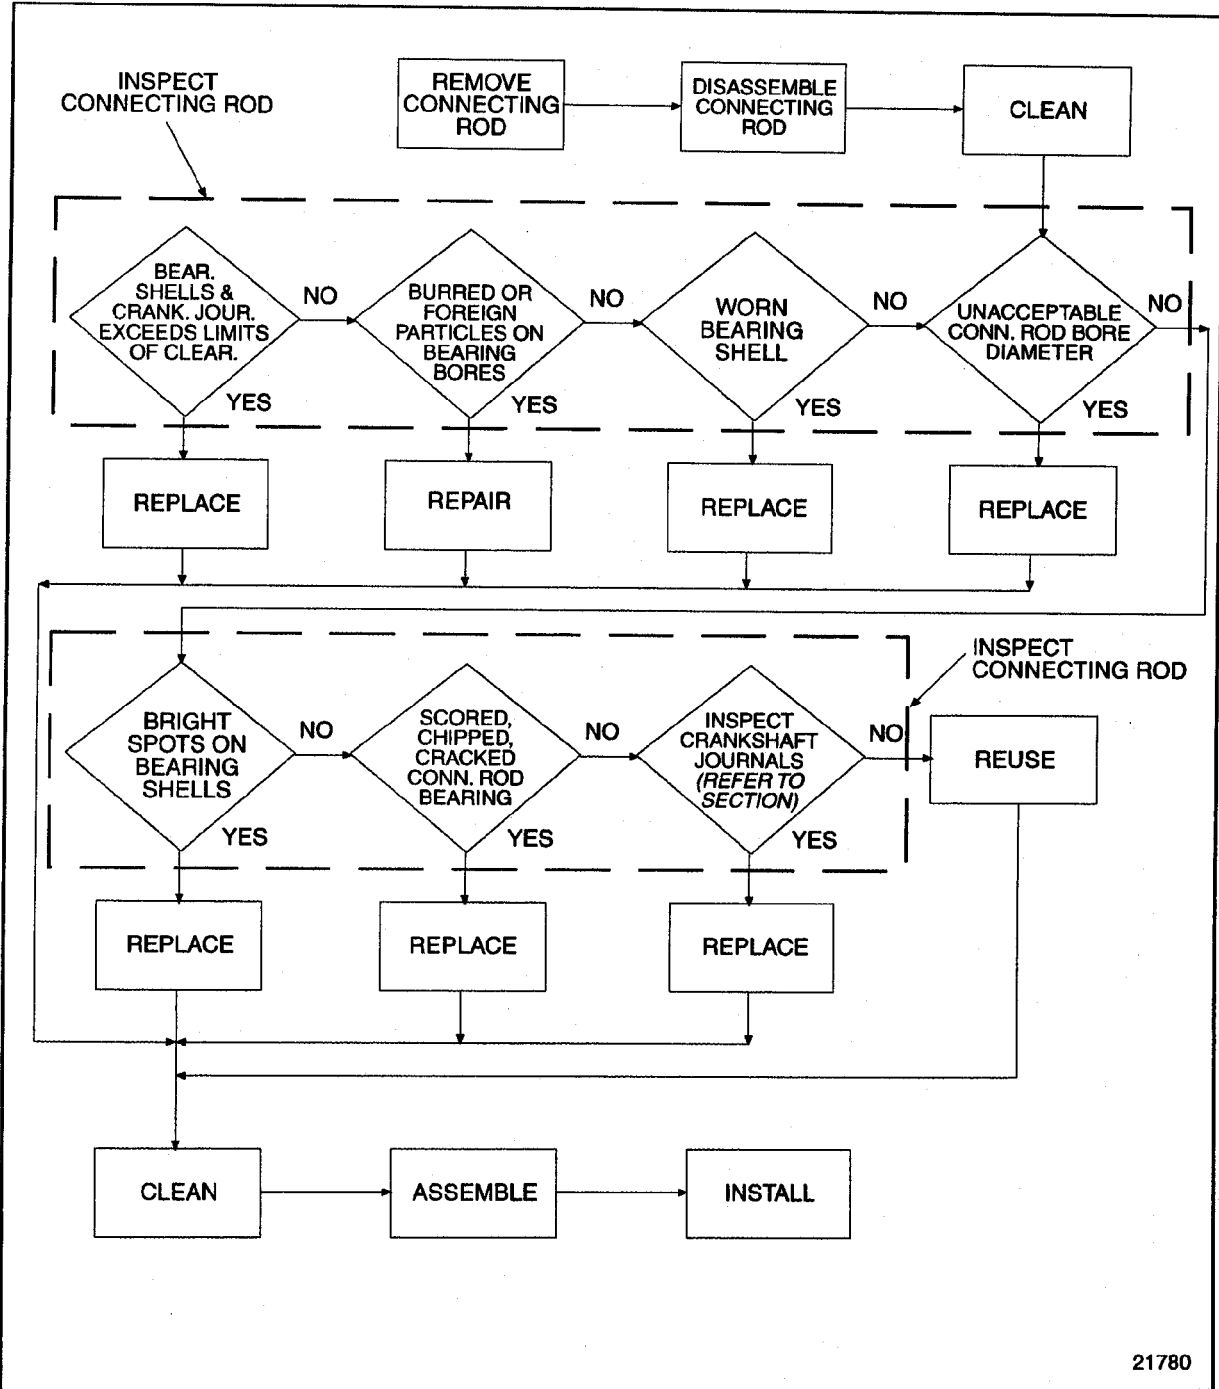 INSPECT
CONNECTING ROD
REMOVE
CONNECTING
ROD
DISASSEMBLE
CONNECTING
ROD
CLEAN
BEAR.
SHELLS &
CRANK. JOUR.
EXCEEDS LIMITS
OF CLEAR.
NO
YES
BURRED OR
FOREIGN
PARTICLES ON
BEARING
BORES
NO
YES
WORN
BEARING
SHELL
NO
YES
UNACCEPTABLE
CONN. ROD BORE
DIAMETER
NO
YES
REPLACE
REPAIR
REPLACE
REPLACE
INSPECT
CONNECTING ROD
BRIGHT
SPOTS ON
BEARING
SHELLS
NO
YES
SCORED,
CHIPPED,
CRACKED
CONN. ROD
BEARING
NO
YES
INSPECT
CRANKSHAFT
JOURNALS
(REFER TO
SECTION)
NO
YES
REUSE
REPLACE
REPLACE
REPLACE
CLEAN
ASSEMBLE
INSTALL
21780